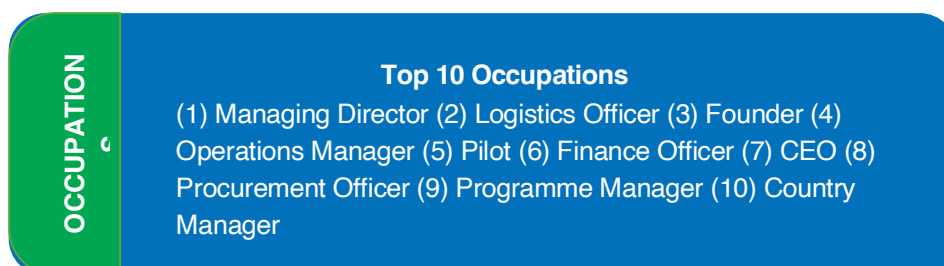 OCCUPATION
Top 10 Occupations
(1) Managing Director (2) Logistics Officer (3) Founder (4)
Operations Manager (5) Pilot (6) Finance Officer (7) CEO (8)
Procurement Officer (9) Programme Manager (10) Country
Manager